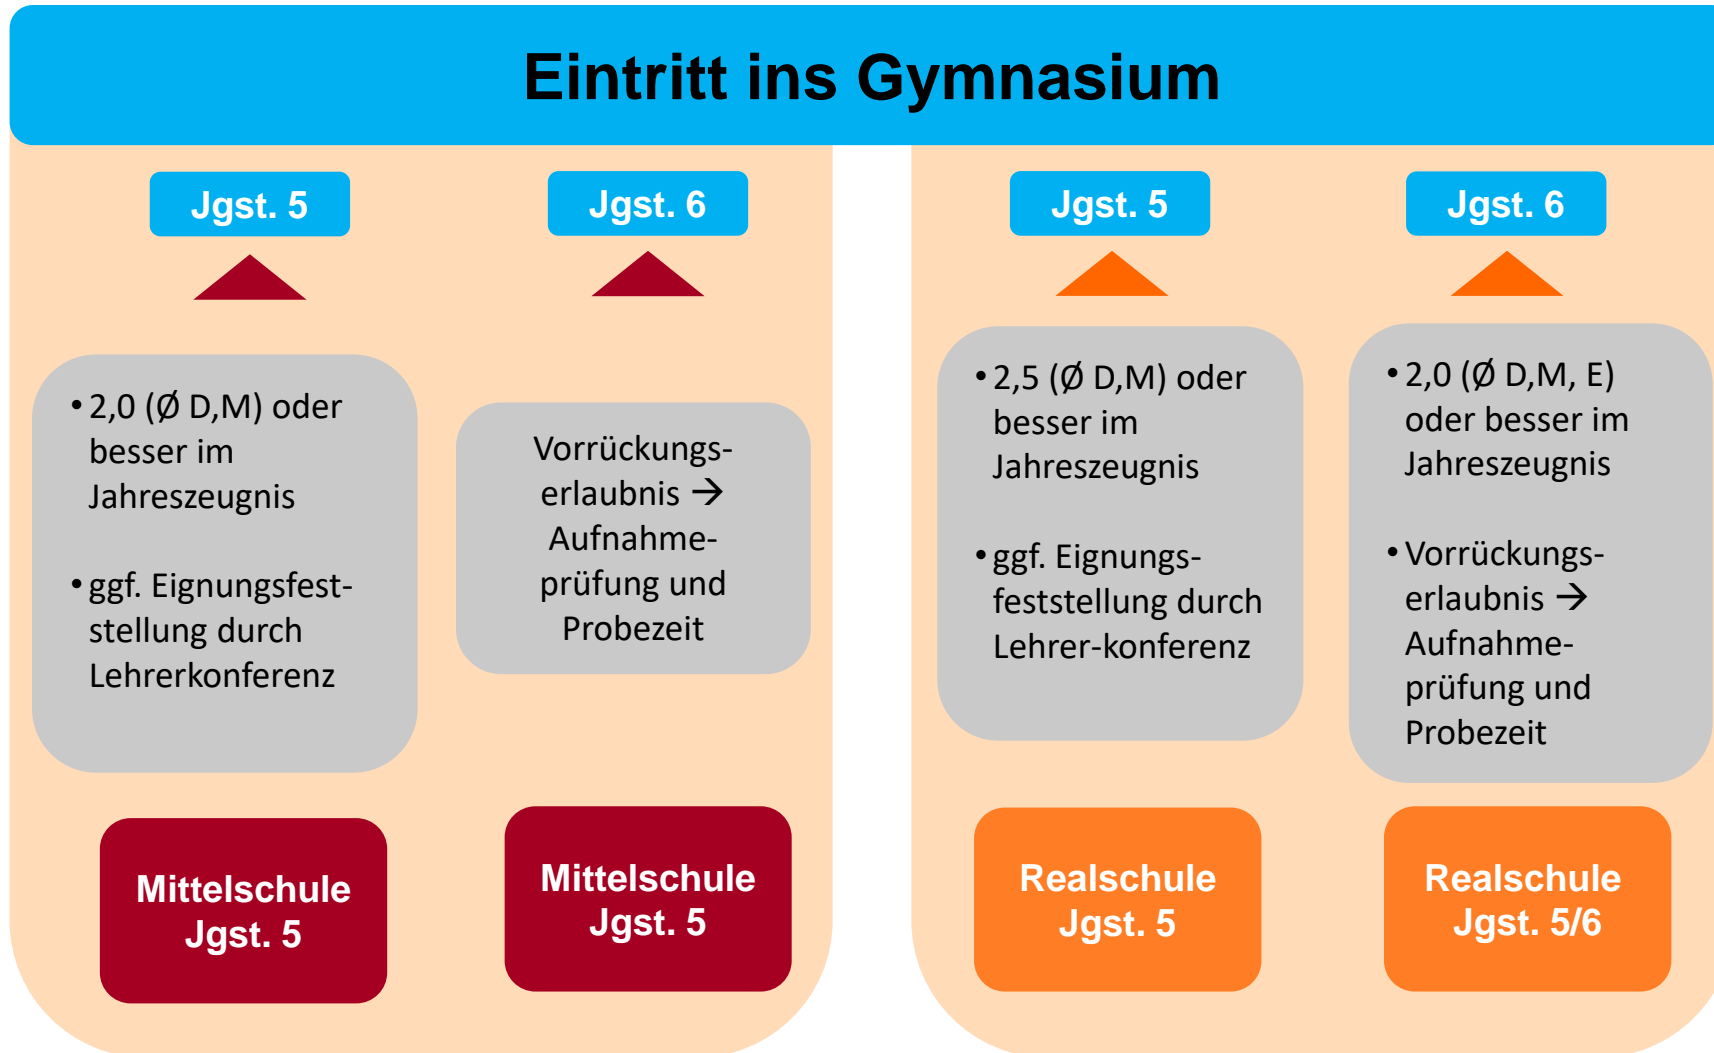 Eintritt ins Gymnasium
Jgst. 5
• 2,0 (Ø D,M) oder
besser im
Jahreszeugnis
• ggf. Eignungsfest-
stellung durch
Lehrerkonferenz
Mittelschule
Jgst. 5
Jgst. 6
Vorrückungs-
erlaubnis →
Aufnahme-
prüfung und
Probezeit
Mittelschule
Jgst. 5
Jgst. 5
• 2,5 (Ø D,M) oder
besser im
Jahreszeugnis
• ggf. Eignungs-
feststellung durch
Lehrer-konferenz
Realschule
Jgst. 5
Jgst. 6
• 2,0 (Ø D,M, E)
oder besser im
Jahreszeugnis
• Vorrückungs-
erlaubnis →
Aufnahme-
prüfung und
Probezeit
Realschule
Jgst. 5/6